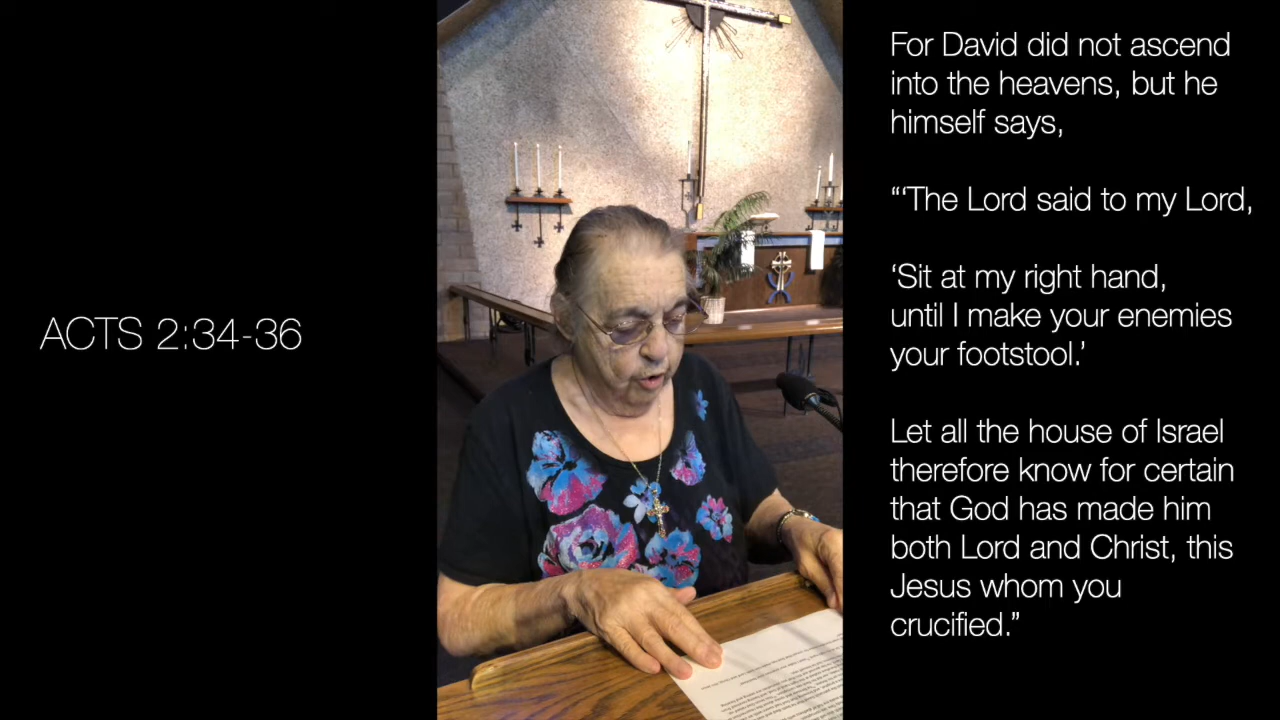 ACTS 2:34-36
For David did not ascend
into the heavens, but he
himself says,
“‘The Lord said to my Lord,
‘Sit at my right hand,
until I make your enemies
your footstool.’
Let all the house of Israel
therefore know for certain
that God has made him
both Lord and Christ, this
Jesus whom you
crucified.”